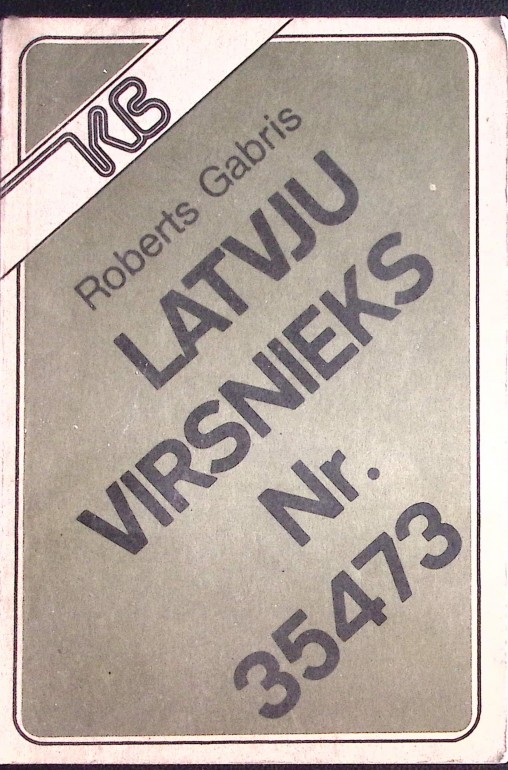 KB
Roberts Gabris
LATVJU
VIRSNIEKS
Nr.
35473